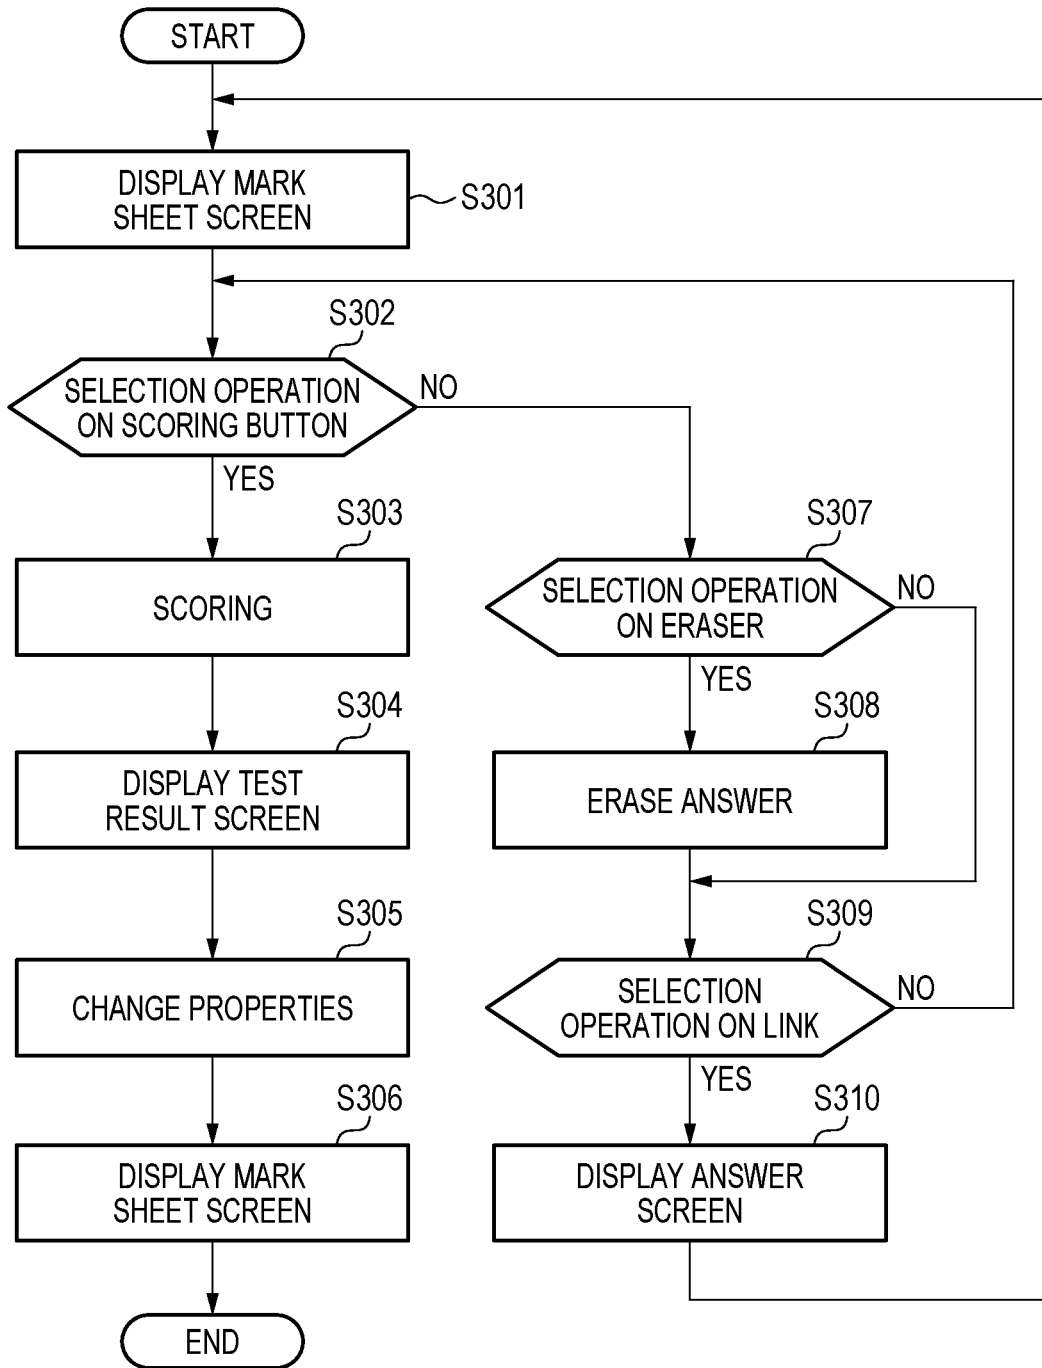 START
DISPLAY MARK
SHEET SCREEN
S301
S302
SELECTION OPERATION
ON SCORING BUTTON
NO
YES
S303
SCORING
S304
DISPLAY TEST
RESULT SCREEN
S305
CHANGE PROPERTIES
S306
DISPLAY MARK
SHEET SCREEN
END
S307
SELECTION OPERATION
ON ERASER
NO
YES
S308
ERASE ANSWER
S309
SELECTION
OPERATION ON LINK
NO
YES
S310
DISPLAY ANSWER
SCREEN